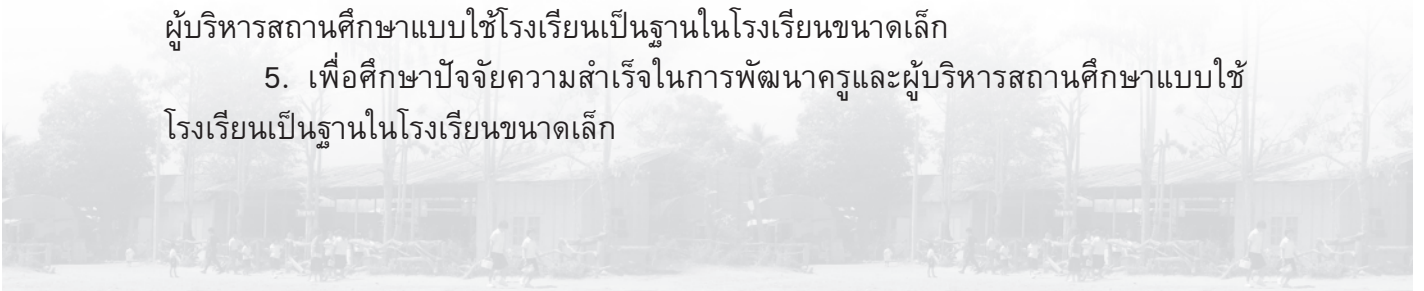 ผู้บริหารสถานศึกษาแบบใช้โรงเรียนเป็นฐานในโรงเรียนขนาดเล็ก
5. เพื่อศึกษาปัจจัยความสำเร็จในการพัฒนาครูและผู้บริหารสถานศึกษาแบบใช้
โรงเรียนเป็นฐานในโรงเรียนขนาดเล็ก